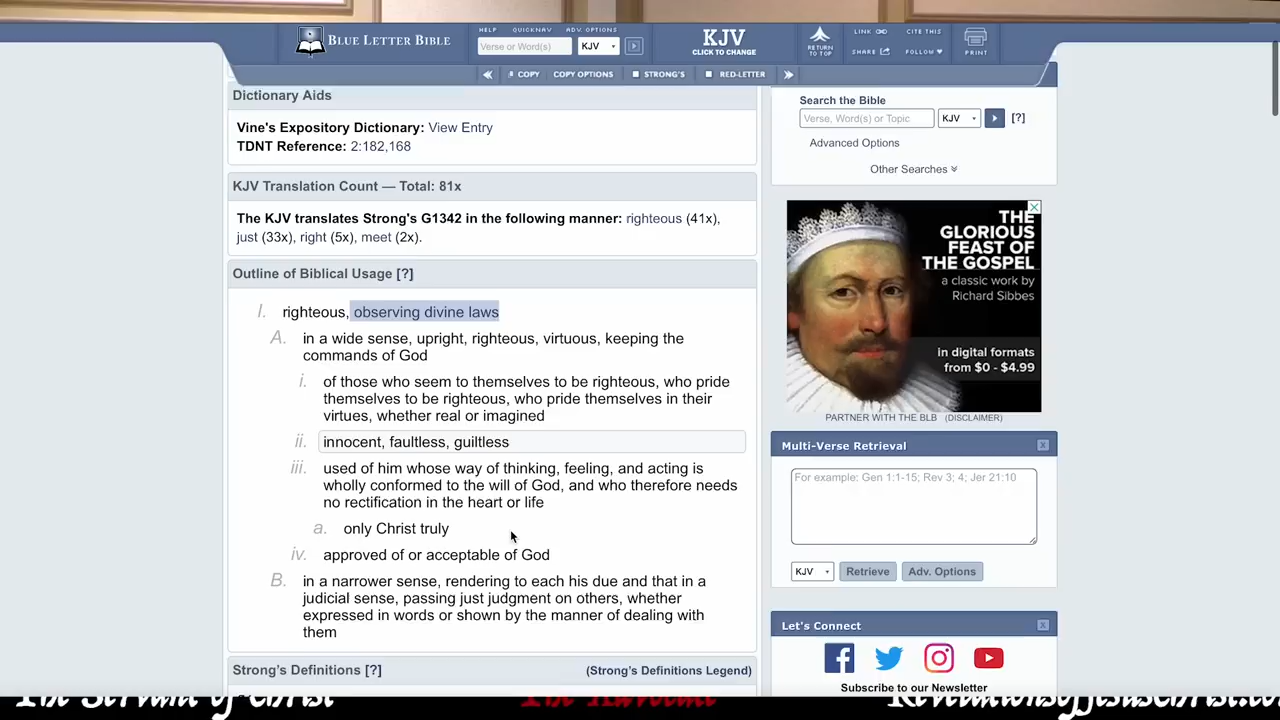 HELP QUICKNAV ADV. OPTIONS
BLUE LETTER BIBLE
Verse or Word(s) KJV
KJV
CLICK TO CHANGE
RETURN TO TOP
LINK CITE THIS
SHARE FOLLOW
PRINT
COPY COPY OPTIONS STRONG'S RED-LETTER
Dictionary Aids
Vine's Expository Dictionary: View Entry
TDNT Reference: 2:182,168
KJV Translation Count — Total: 81x
The KJV translates Strong's G1342 in the following manner: righteous (41x),
just (33x), right (5x), meet (2x).
Outline of Biblical Usage [?]
I. righteous, observing divine laws
A. in a wide sense, upright, righteous, virtuous, keeping the
commands of God
i. of those who seem to themselves to be righteous, who pride
themselves to be righteous, who pride themselves in their
virtues, whether real or imagined
ii. innocent, faultless, guiltless
iii. used of him whose way of thinking, feeling, and acting is
wholly conformed to the will of God, and who therefore needs
no rectification in the heart or life
a. only Christ truly
iv. approved of or acceptable of God
B. in a narrower sense, rendering to each his due and that in a
judicial sense, passing just judgment on others, whether
expressed in words or shown by the manner of dealing with
them
Strong's Definitions [?] (Strong's Definitions Legend)
Search the Bible
Verse, Word(s) or Topic KJV [?]
Advanced Options
Other Searches
THE
GLORIOUS
FEAST OF
THE GOSPEL
a classic work by
Richard Sibbes
in digital formats
from $0 - $4.99
PARTNER WITH THE BLB (DISCLAIMER)
Multi-Verse Retrieval X
For example: Gen 1:1-15; Rev 3; 4; Jer 21:10
KJV Retrieve Adv. Options
Let's Connect X
Subscribe to our Newsletter
The Servant of Christ The Advocate RevelationsofJesusChrist.co